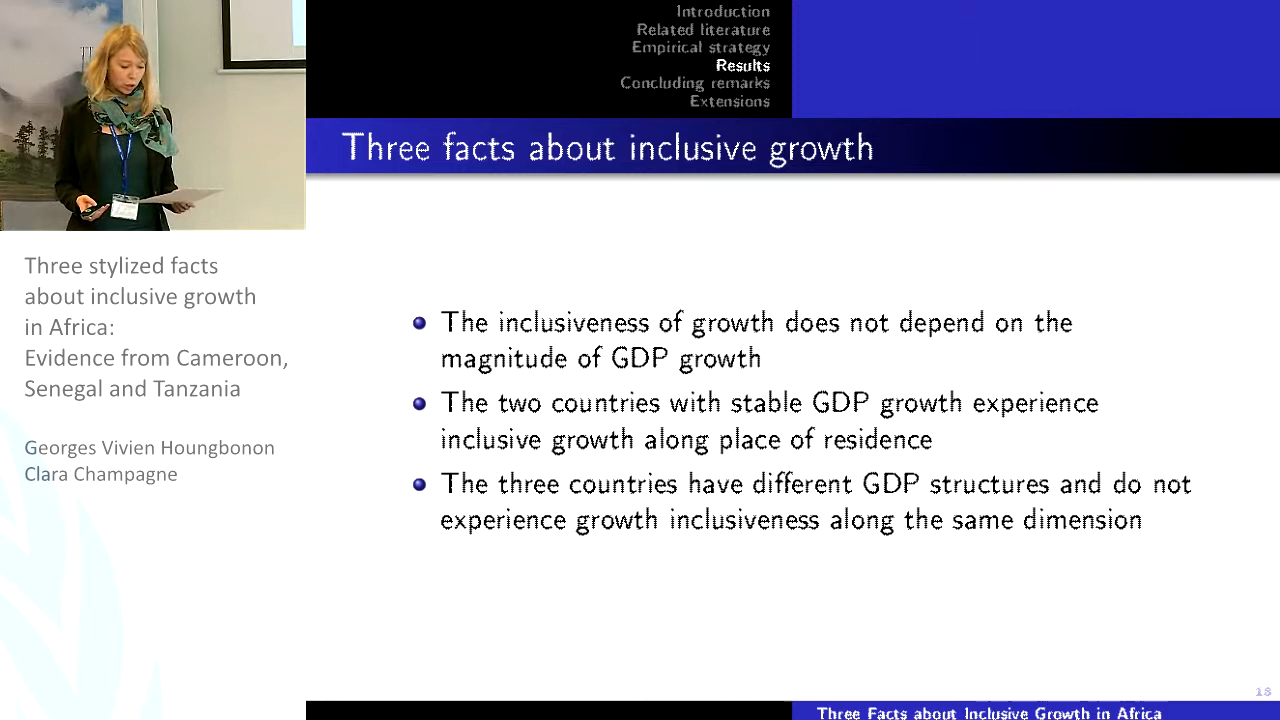 Introduction
Related literature
Empirical strategy
Results
Concluding remarks
Extensions
Three facts about inclusive growth
Three stylized facts
about inclusive growth
in Africa:
Evidence from Cameroon,
Senegal and Tanzania
Georges Vivien Houngbonon
Clara Champagne
The inclusiveness of growth does not depend on the
magnitude of GDP growth
The two countries with stable GDP growth experience
inclusive growth along place of residence
The three countries have different GDP structures and do not
experience growth inclusiveness along the same dimension
18
Three Facts about Inclusive Growth in Africa